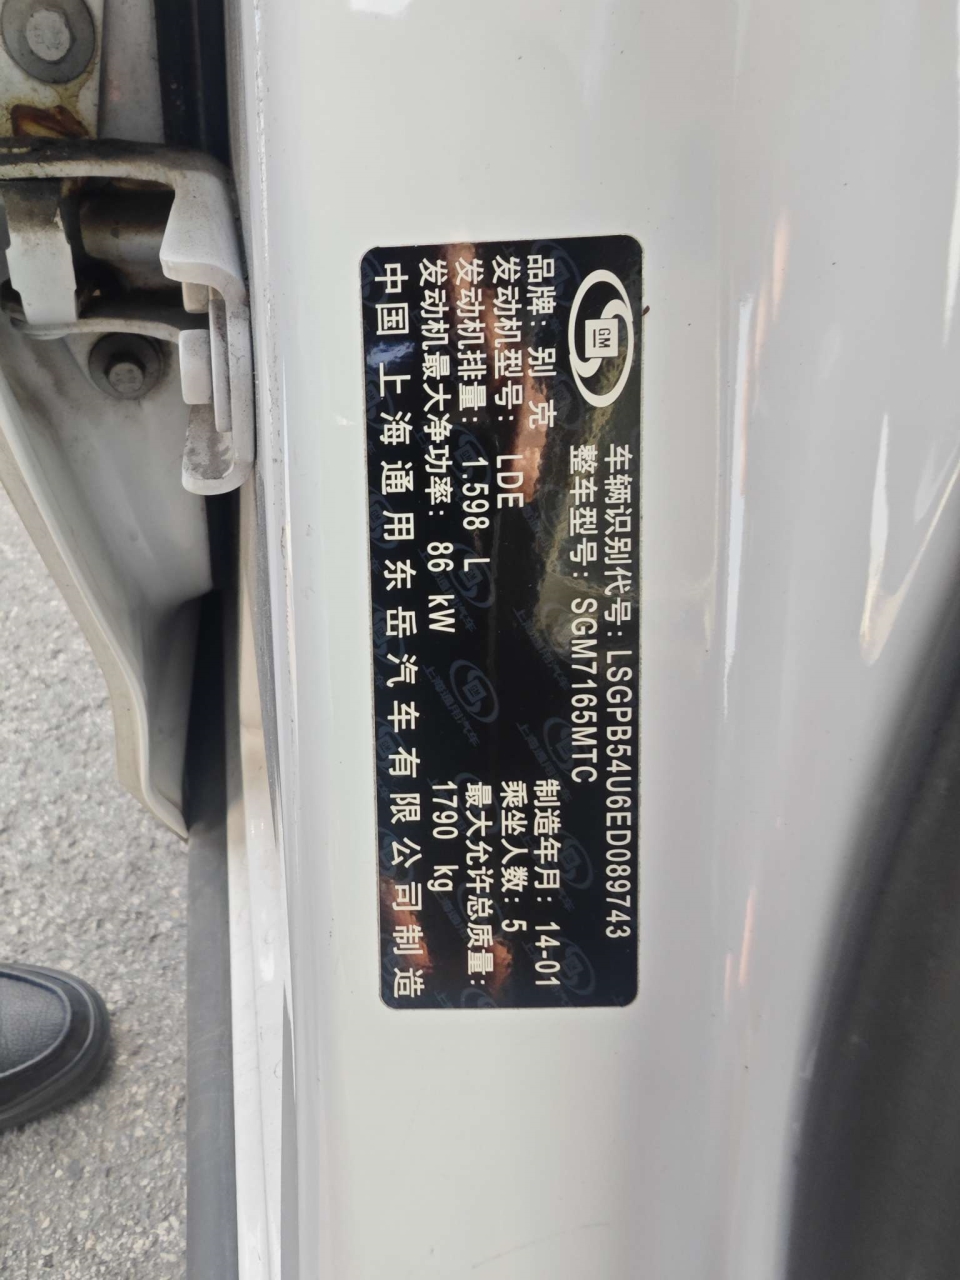 GM
车辆识别代号:LSGPB54U6ED089743
整车型号:SGM7165MTC
品牌:别克
制造年月:14-01
发动机型号:LDE
乘坐人数:5
发动机排量:1.598 L
最大允许总质量:
发动机最大净功率:86 kW
1790 kg
中国 上海通用东岳汽车有限公司制造